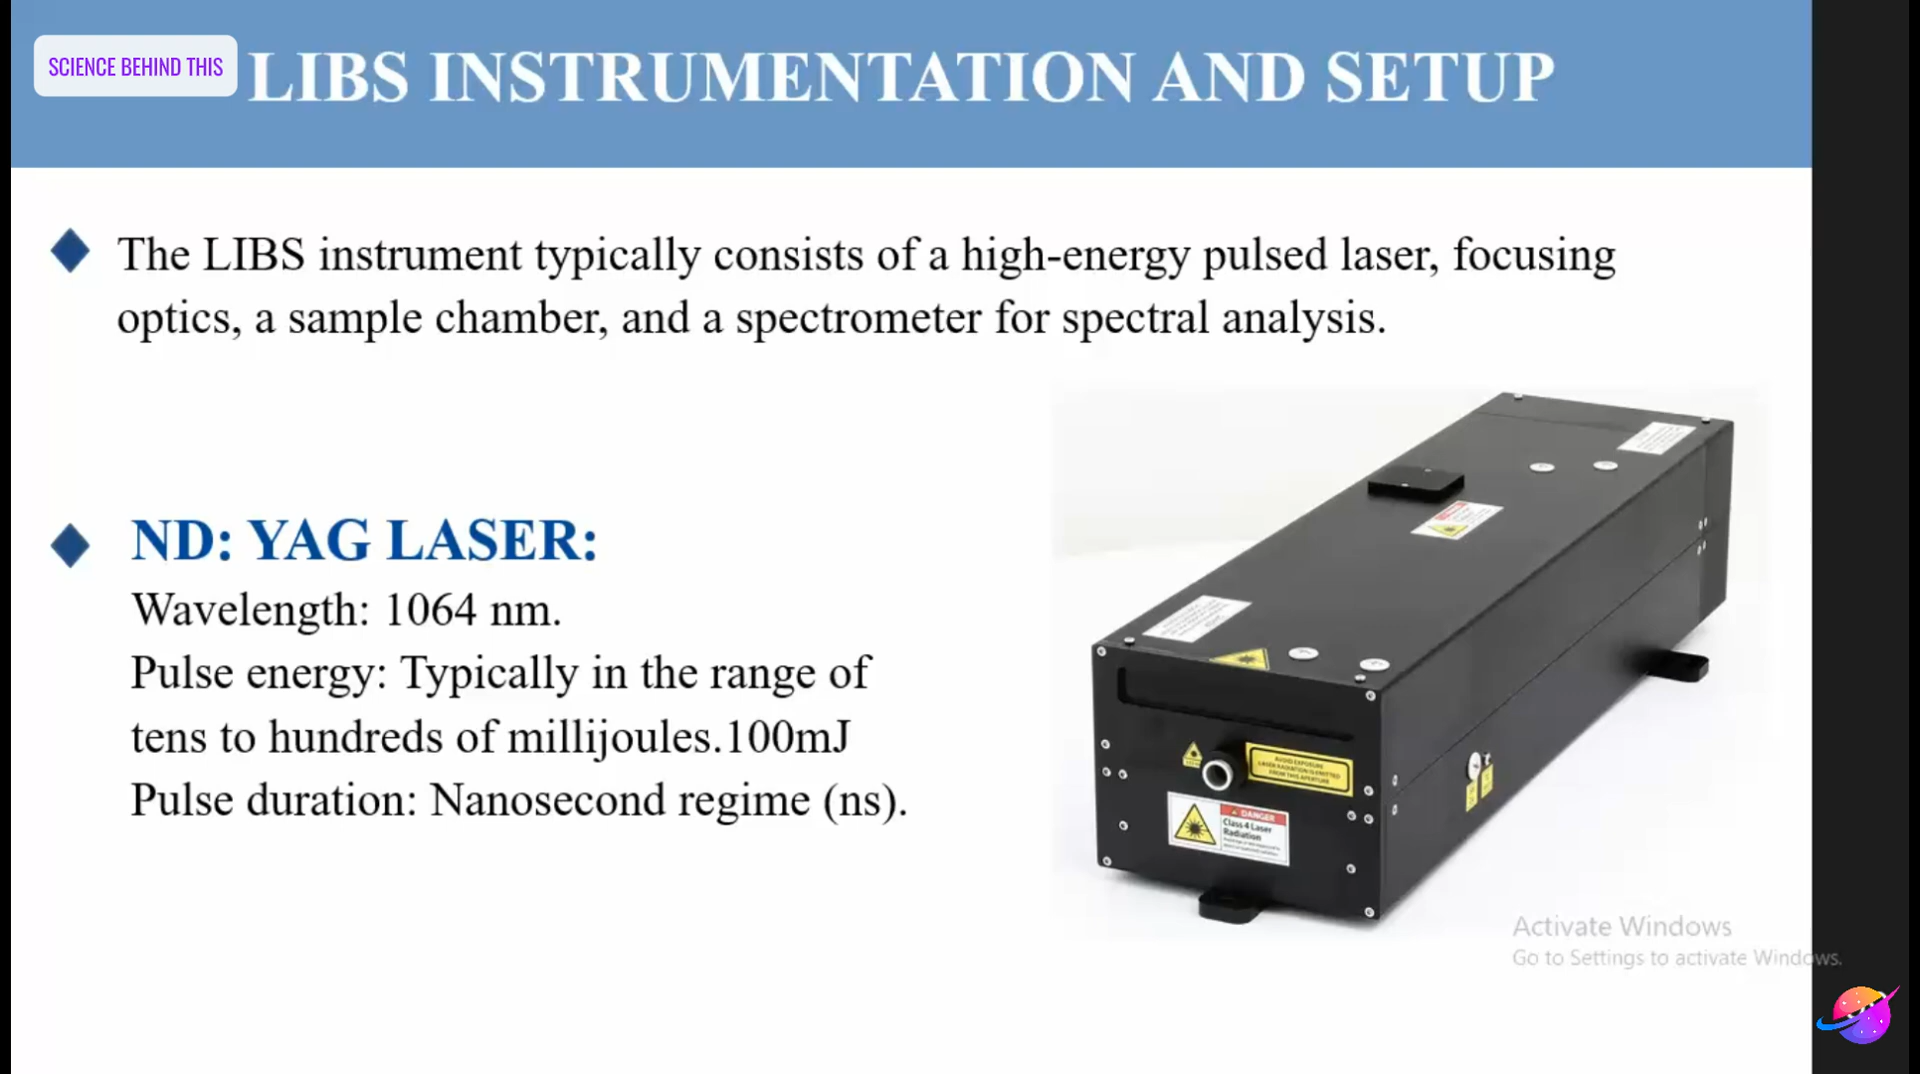 SCIENCE BEHIND THIS
LIBS INSTRUMENTATION AND SETUP
The LIBS instrument typically consists of a high-energy pulsed laser, focusing
optics, a sample chamber, and a spectrometer for spectral analysis.
ND: YAG LASER:
Wavelength: 1064 nm.
Pulse energy: Typically in the range of
tens to hundreds of millijoules.100mJ
Pulse duration: Nanosecond regime (ns).
AVOID EXPOSURE
LASER RADIATION IS EMITTED
FROM THIS APERTURE
DANGER
Class 4 Laser
Radiation
Activate Windows
Go to Settings to activate Windows.